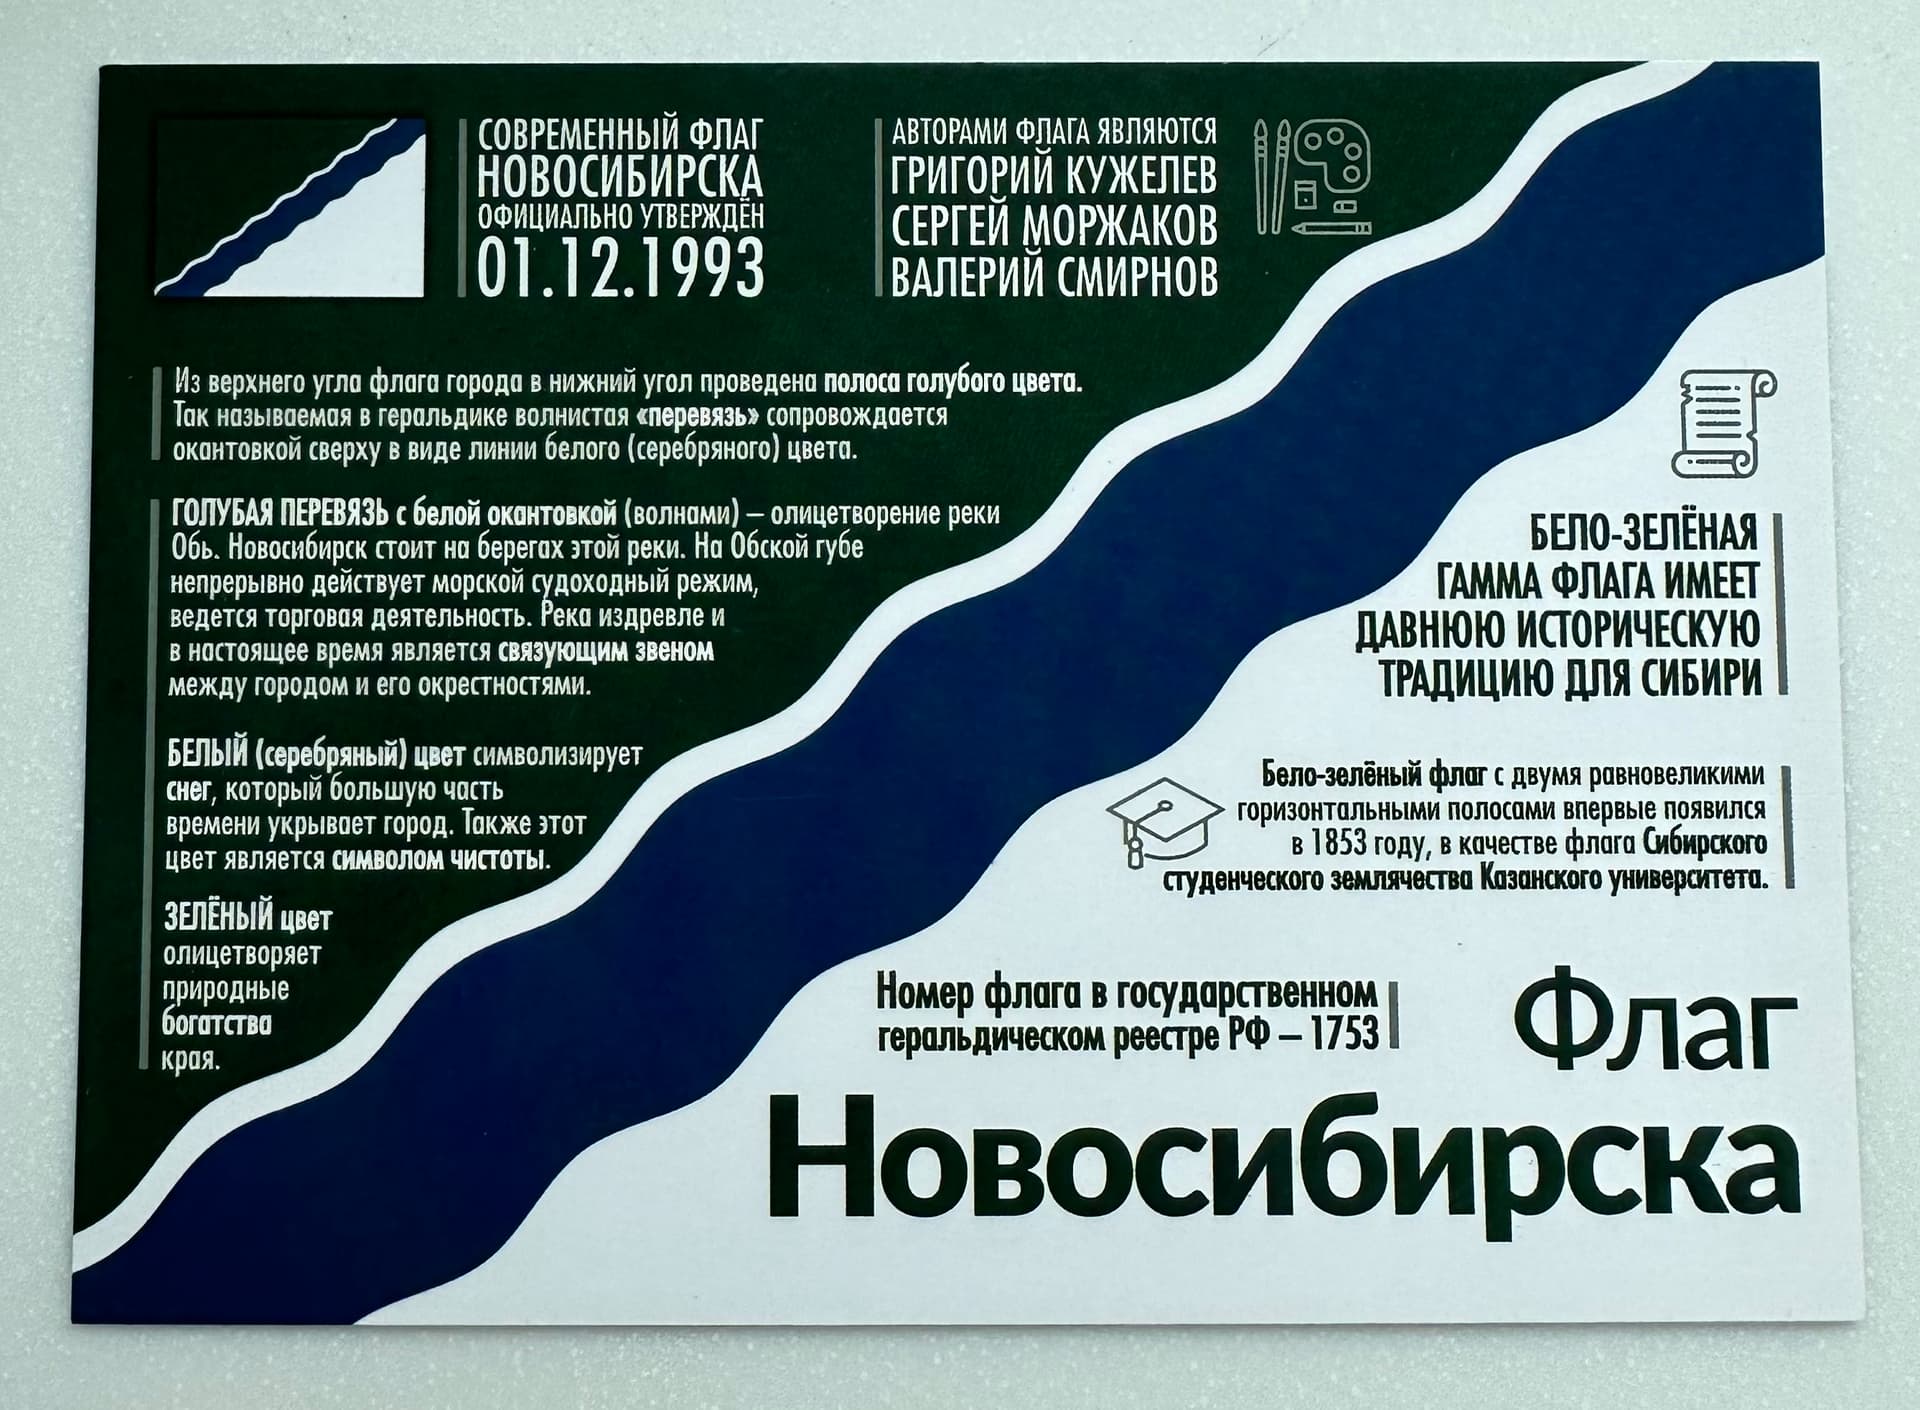 СОВРЕМЕННЫЙ ФЛАГ
НОВОСИБИРСКА
ОФИЦИАЛЬНО УТВЕРЖДЁН
01.12.1993
АВТОРАМИ ФЛАГА ЯВЛЯЮТСЯ
ГРИГОРИЙ КУЖЕЛЕВ
СЕРГЕЙ МОРЖАКОВ
ВАЛЕРИЙ СМИРНОВ
Из верхнего угла флага города в нижний угол проведена полоса голубого цвета.
Так называемая в геральдике волнистая «перевязь» сопровождается
окантовкой сверху в виде линии белого (серебряного) цвета.
ГОЛУБАЯ ПЕРЕВЯЗЬ с белой окантовкой (волнами) – олицетворение реки
Обь. Новосибирск стоит на берегах этой реки. На Обской губе
непрерывно действует морской судоходный режим,
ведется торговая деятельность. Река издревле и
в настоящее время является связующим звеном
между городом и его окрестностями.
БЕЛЫЙ (серебряный) цвет символизирует
снег, который большую часть
времени укрывает город. Также этот
цвет является символом чистоты.
ЗЕЛЁНЫЙ цвет
олицетворяет
природные
богатства
края.
БЕЛО-ЗЕЛЁНАЯ
ГАММА ФЛАГА ИМЕЕТ
ДАВНЮЮ ИСТОРИЧЕСКУЮ
ТРАДИЦИЮ ДЛЯ СИБИРИ
Бело-зелёный флаг с двумя равновеликими
горизонтальными полосами впервые появился
в 1853 году, в качестве флага Сибирского
студенческого землячества Казанского университета.
Номер флага в государственном
геральдическом реестре РФ – 1753
Флаг
Новосибирска